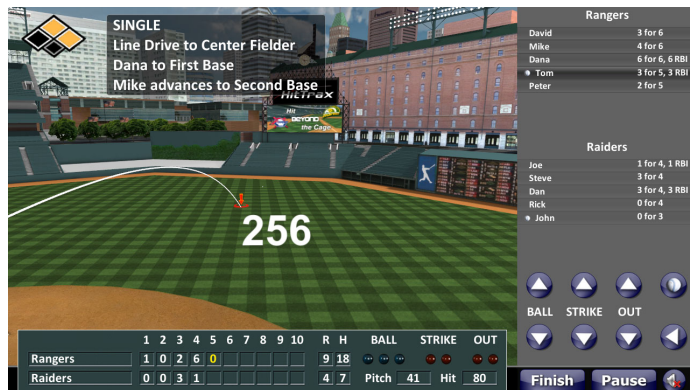 SINGLE
Line Drive to Center Fielder
Dana to First Base
Mike advances to Second Base
HitTrax
Hit
BEYOND
the Cage
256
Rangers
David 3 for 6
Mike 4 for 6
Dana 6 for 6, 6 RBI
Tom 3 for 5, 3 RBI
Peter 2 for 5
Raiders
Joe 1 for 4, 1 RBI
Steve 3 for 4
Dan 3 for 4, 3 RBI
Rick 0 for 4
John 0 for 3
BALL STRIKE OUT
1 2 3 4 5 6 7 8 9 10 R H BALL STRIKE OUT
Rangers 1 0 2 6 0 9 18
Raiders 0 0 3 1 4 7 Pitch 41 Hit 80
Finish Pause